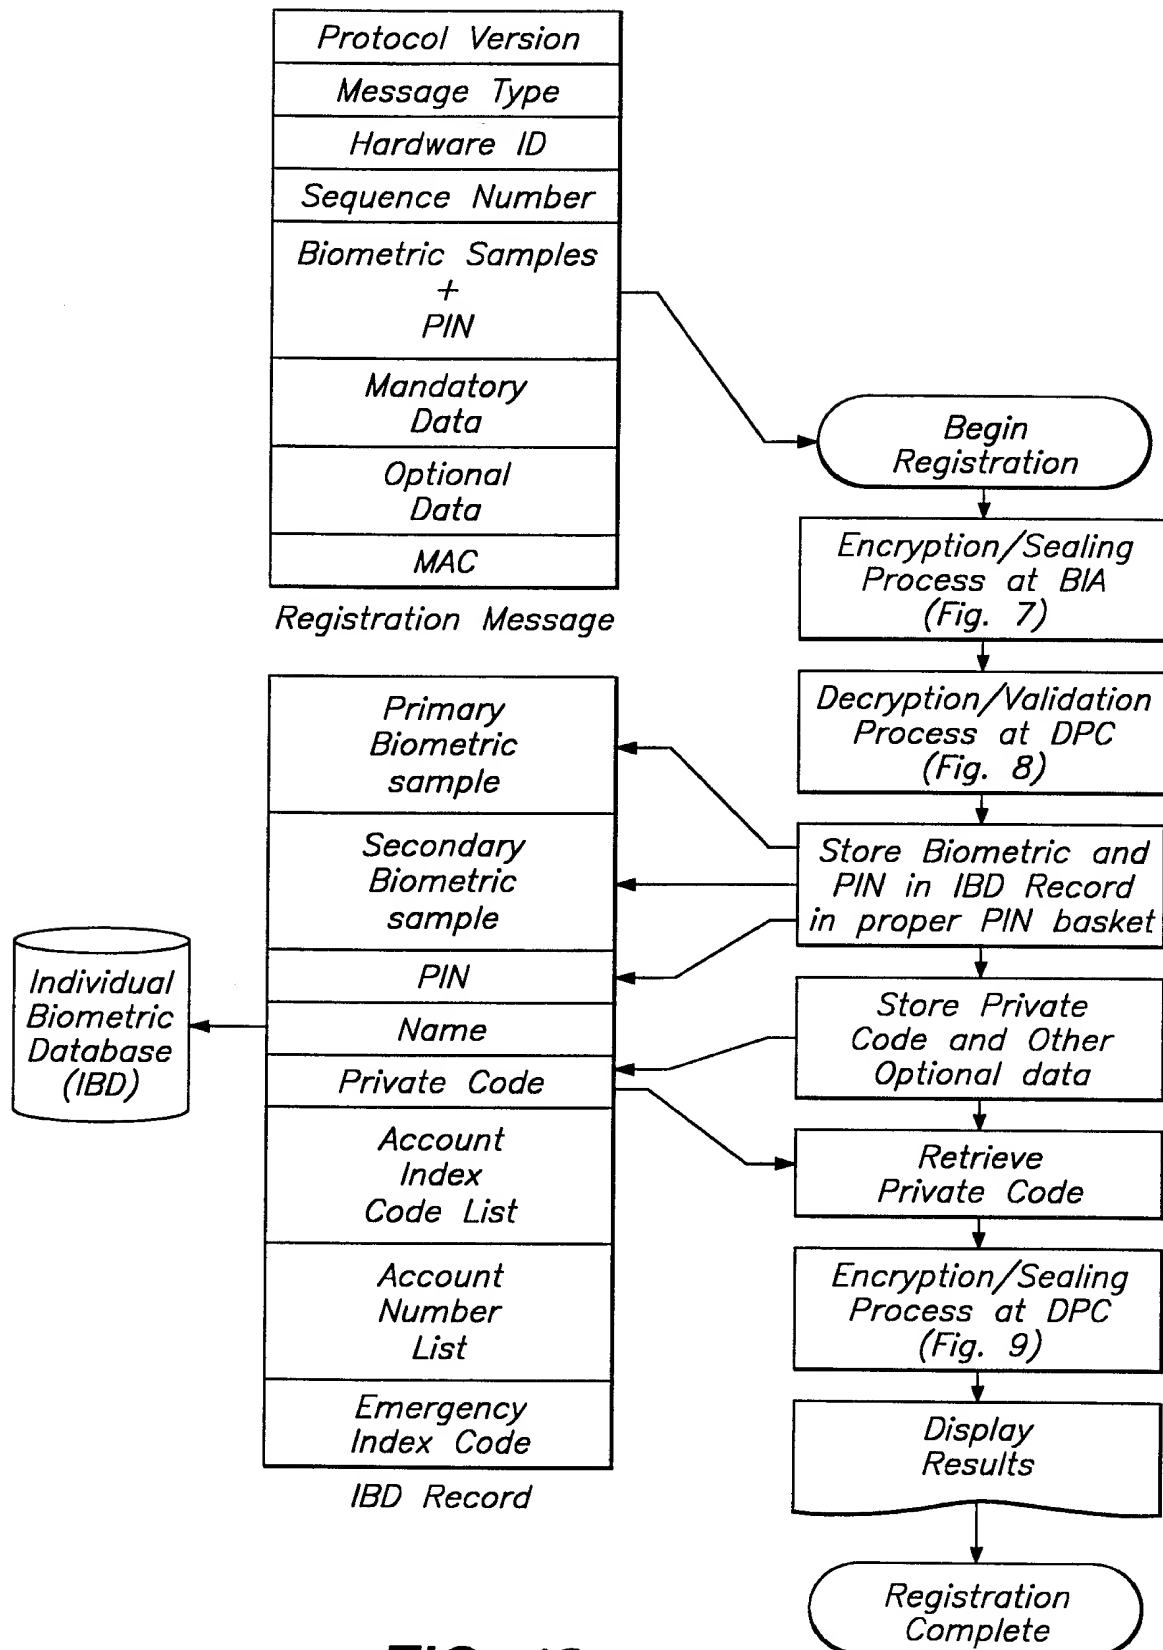 Protocol Version
Message Type
Hardware ID
Sequence Number
Biometric Samples
+
PIN
Mandatory
Data
Optional
Data
MAC
Registration Message
Begin
Registration
Encryption/Sealing
Process at BIA
(Fig. 7)
Decryption/Validation
Process at DPC
(Fig. 8)
Store Biometric and
PIN in IBD Record
in proper PIN basket
Store Private
Code and Other
Optional data
Retrieve
Private Code
Encryption/Sealing
Process at DPC
(Fig. 9)
Display
Results
Registration
Complete
Primary
Biometric
sample
Secondary
Biometric
sample
PIN
Name
Private Code
Account
Index
Code List
Account
Number
List
Emergency
Index Code
IBD Record
Individual
Biometric
Database
(IBD)